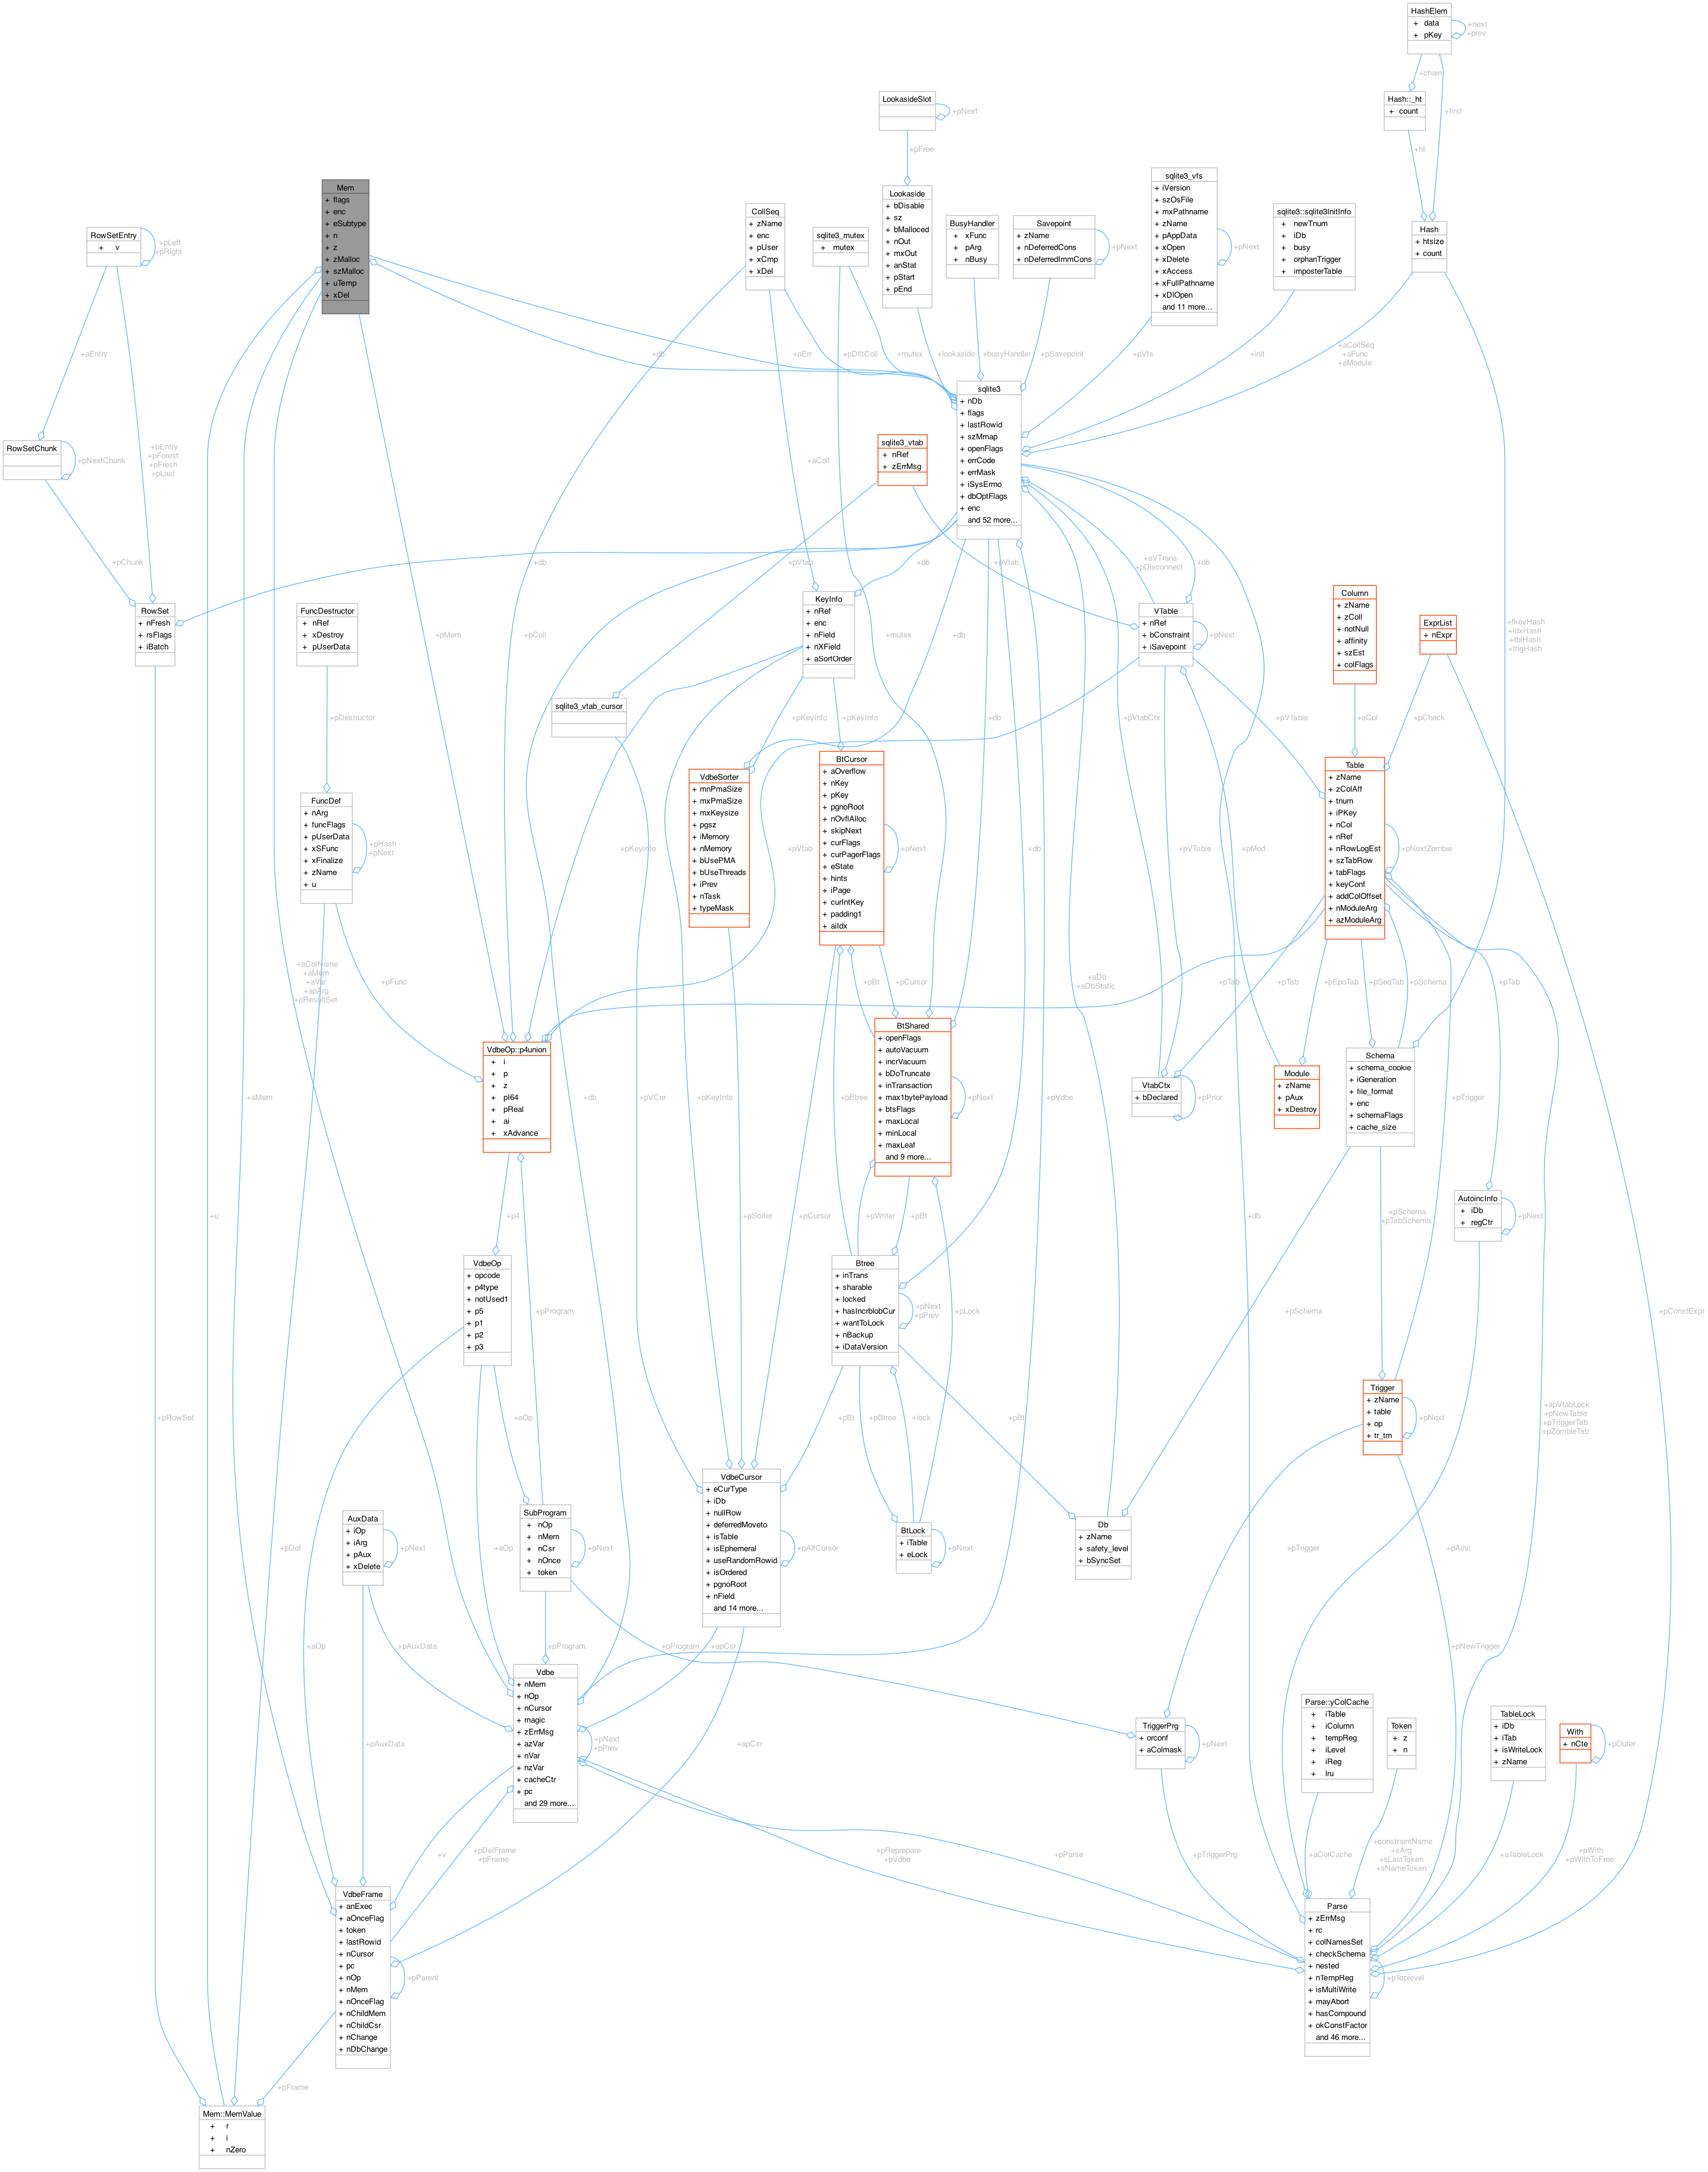 HashElem
+ data
+ pKey
+next
+prev
+chain
+first
LookasideSlot
+pNext
Hash::_ht
+ count
+pFree
+ht
Mem
+ flags
+ enc
+ eSubtype
+ n
+ z
+ zMalloc
+ szMalloc
+ uTemp
+ xDel
RowSetEntry
+ v
+pLeft
+pRight
CollSeq
+ zName
+ enc
+ pUser
+ xCmp
+ xDel
sqlite3_mutex
+ mutex
Lookaside
+ bDisable
+ sz
+ bMalloced
+ nOut
+ mxOut
+ anStat
+ pStart
+ pEnd
BusyHandler
+ xFunc
+ pArg
+ nBusy
Savepoint
+ zName
+ nDeferredCons
+ nDeferredImmCons
+pNext
sqlite3_vfs
+ iVersion
+ szOsFile
+ mxPathname
+ zName
+ pAppData
+ xOpen
+ xDelete
+ xAccess
+ xFullPathname
+ xDlOpen
and 11 more...
+pNext
sqlite3::sqlite3InitInfo
+ newTnum
+ iDb
+ busy
+ orphanTrigger
+ imposterTable
Hash
+ htsize
+ count
+aEntry
+db
+pErr
+pDfltColl
+mutex
+lookaside
+busyHandler
+pSavepoint
+pVfs
+init
+aCollSeq
+aFunc
+aModule
RowSetChunk
+pNextChunk
+pEntry
+pForest
+pFresh
+pLast
+aColl
sqlite3_vtab
+ nRef
+ zErrMsg
sqlite3
+ nDb
+ flags
+ lastRowid
+ szMmap
+ openFlags
+ errCode
+ errMask
+ iSysErrno
+ dbOptFlags
+ enc
and 52 more...
+pChunk
+db
+pVtab
+db
+pVtab
+aVTrans
+pDisconnect
+db
RowSet
+ nFresh
+ rsFlags
+ iBatch
FuncDestructor
+ nRef
+ xDestroy
+ pUserData
+pMem
+pColl
KeyInfo
+ nRef
+ enc
+ nField
+ nXField
+ aSortOrder
+mutex
+db
VTable
+ nRef
+ bConstraint
+ iSavepoint
+pNext
Column
+ zName
+ zColl
+ notNull
+ affinity
+ szEst
+ colFlags
ExprList
+ nExpr
+fkeyHash
+idxHash
+tblHash
+trigHash
sqlite3_vtab_cursor
+pDestructor
+pKeyInfo
+pKeyInfo
+db
+pVtabCtx
+pVTable
+aCol
+pCheck
VdbeSorter
+ mnPmaSize
+ mxPmaSize
+ mxKeysize
+ pgsz
+ iMemory
+ nMemory
+ bUsePMA
+ bUseThreads
+ iPrev
+ nTask
+ typeMask
BtCursor
+ aOverflow
+ nKey
+ pKey
+ pgnoRoot
+ nOvflAlloc
+ skipNext
+ curFlags
+ curPagerFlags
+ eState
+ hints
+ iPage
+ curIntKey
+ padding1
+ aiIdx
+pNext
Table
+ zName
+ zColAff
+ tnum
+ iPKey
+ nCol
+ nRef
+ nRowLogEst
+ szTabRow
+ tabFlags
+ keyConf
+ addColOffset
+ nModuleArg
+ azModuleArg
+pNextZombie
FuncDef
+ nArg
+ funcFlags
+ pUserData
+ xSFunc
+ xFinalize
+ zName
+ u
+pHash
+pNext
+pKeyInfo
+pVtab
+db
+pVTable
+pMod
+aColName
+aMem
+aVar
+apArg
+pResultSet
+pFunc
+pBt
+pCursor
+aDb
+aDbStatic
+pTab
+pTab
+pEpoTab
+pSeqTab
+pSchema
+pTab
VdbeOp::p4union
+ i
+ p
+ z
+ pI64
+ pReal
+ ai
+ xAdvance
BtShared
+ openFlags
+ autoVacuum
+ incrVacuum
+ bDoTruncate
+ inTransaction
+ max1bytePayload
+ btsFlags
+ maxLocal
+ minLocal
+ maxLeaf
and 9 more...
+pNext
VtabCtx
+ bDeclared
+pPrior
Module
+ zName
+ pAux
+ xDestroy
Schema
+ schema_cookie
+ iGeneration
+ file_format
+ enc
+ schemaFlags
+ cache_size
+aMem
+db
+pVCur
+pKeyInfo
+pBtree
+pVdbe
+pTrigger
+u
+p4
+pSorter
+pCursor
+pWriter
+pBt
+db
+pSchema
+pTabSchema
AutoincInfo
+ iDb
+ regCtr
+pNext
VdbeOp
+ opcode
+ p4type
+ notUsed1
+ p5
+ p1
+ p2
+ p3
+pProgram
Btree
+ inTrans
+ sharable
+ locked
+ hasIncrblobCur
+ wantToLock
+ nBackup
+ iDataVersion
+pNext
+pPrev
+pLock
+pSchema
+pConstExpr
+pRowSet
+aOp
+pBt
+pBtree
+lock
+pBt
Trigger
+ zName
+ table
+ op
+ tr_tm
+pNext
+apVtabLock
+pNewTable
+pTriggerTab
+pZombieTab
AuxData
+ iOp
+ iArg
+ pAux
+ xDelete
+pNext
+pDef
+aOp
SubProgram
+ nOp
+ nMem
+ nCsr
+ nOnce
+ token
+pNext
VdbeCursor
+ eCurType
+ iDb
+ nullRow
+ deferredMoveto
+ isTable
+ isEphemeral
+ useRandomRowid
+ isOrdered
+ pgnoRoot
+ nField
and 14 more...
+pAltCursor
BtLock
+ iTable
+ eLock
+pNext
Db
+ zName
+ safety_level
+ bSyncSet
+pTrigger
+pAinc
+aOp
+pAuxData
+pProgram
+pProgram
+apCsr
+pNewTrigger
Vdbe
+ nMem
+ nOp
+ nCursor
+ magic
+ zErrMsg
+ azVar
+ nVar
+ nzVar
+ cacheCtr
+ pc
and 29 more...
+pNext
+pPrev
+pAuxData
+apCsr
TriggerPrg
+ orconf
+ aColmask
+pNext
Parse::yColCache
+ iTable
+ iColumn
+ tempReg
+ iLevel
+ iReg
+ lru
Token
+ z
+ n
TableLock
+ iDb
+ iTab
+ isWriteLock
+ zName
With
+ nCte
+pOuter
+v
+pDelFrame
+pFrame
+pReprepare
+pVdbe
+pParse
+pTriggerPrg
+aColCache
+constraintName
+sArg
+sLastToken
+sNameToken
+aTableLock
+pWith
+pWithToFree
VdbeFrame
+ anExec
+ aOnceFlag
+ token
+ lastRowid
+ nCursor
+ pc
+ nOp
+ nMem
+ nOnceFlag
+ nChildMem
+ nChildCsr
+ nChange
+ nDbChange
+pParent
Parse
+ zErrMsg
+ rc
+ colNamesSet
+ checkSchema
+ nested
+ nTempReg
+ isMultiWrite
+ mayAbort
+ hasCompound
+ okConstFactor
and 46 more...
+pToplevel
+pFrame
Mem::MemValue
+ r
+ i
+ nZero